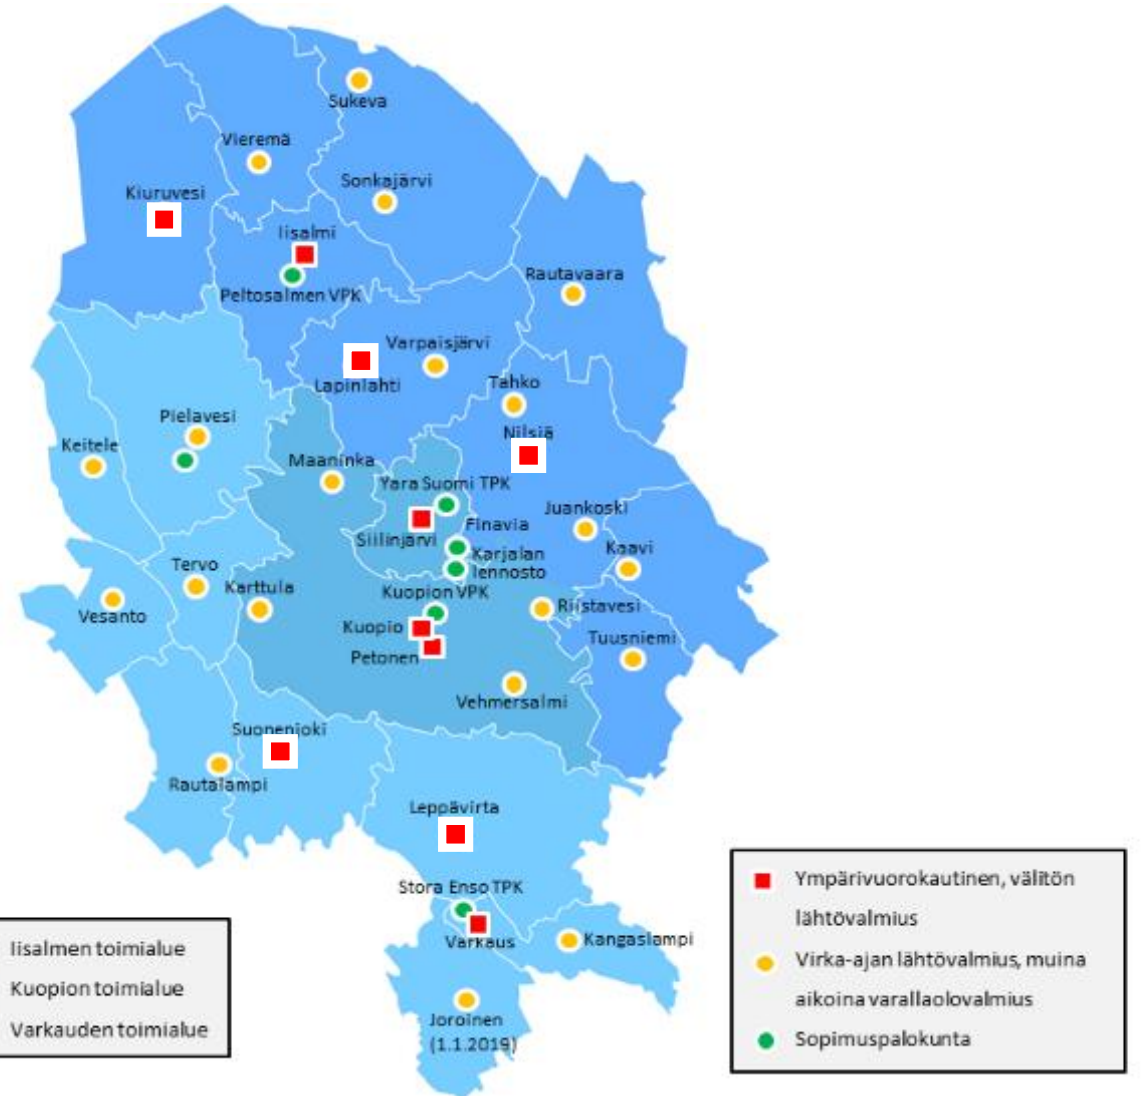 Sukeva
Vieremä
Sonkajärvi
Kiuruvesi
Iisalmi
Rautavaara
Peltosalmen VPK
Varpaisjärvi
Lapinlahti
Tahko
Pielavesi
Nilsiä
Keitele
Maaninka
Yara Suomi TPK
Juankoski
Finavia
Siilinjärvi
Karjalan
lennosto
Kaavi
Tervo
Karttula
Kuopion VPK
Vesanto
Riistavesi
Kuopio
Tuusniemi
Petonen
Vehmersalmi
Suonenjoki
Rautalampi
Leppävirta
Stora Enso TPK
Varkaus
Kangaslampi
Joroinen
(1.1.2019)
Iisalmen toimialue
Kuopion toimialue
Varkauden toimialue
Ympärivuorokautinen, välitön
lähtövalmius
Virka-ajan lähtövalmius, muina
aikoina varallaolovalmius
Sopimuspalokunta